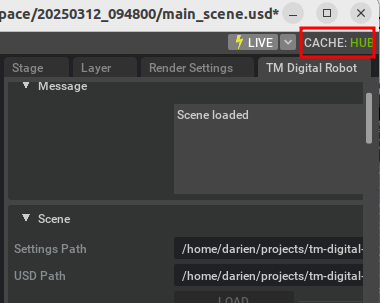 pace/20250312_094800/main_scene.usd*
LIVE CACHE: HUB
Stage Layer Render Settings TM Digital Robot
Message
Scene loaded
Scene
Settings Path /home/darien/projects/tm-digital-
USD Path /home/darien/projects/tm-digital-
LOAD